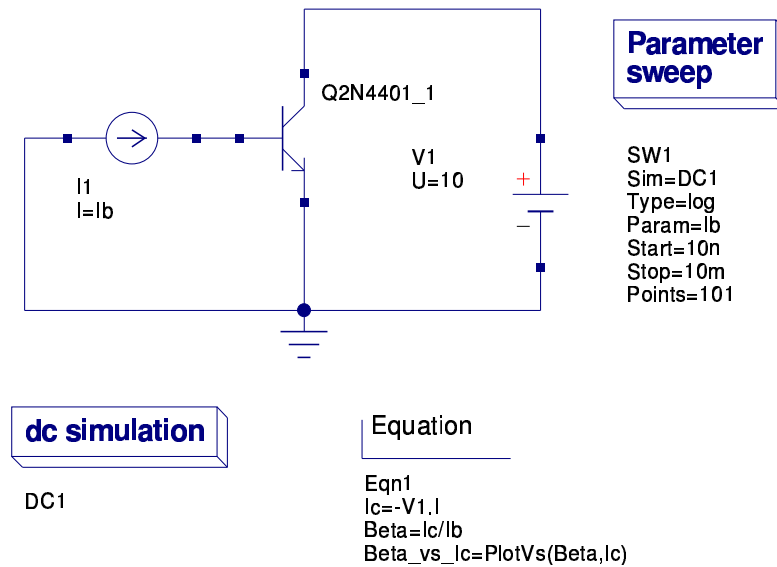 Q2N4401_1
I1
I=Ib
V1
U=10
+
−
Parameter
sweep
SW1
Sim=DC1
Type=log
Param=Ib
Start=10n
Stop=10m
Points=101
dc simulation
DC1
Equation
Eqn1
Ic=-V1.I
Beta=Ic/Ib
Beta_vs_Ic=PlotVs(Beta,Ic)